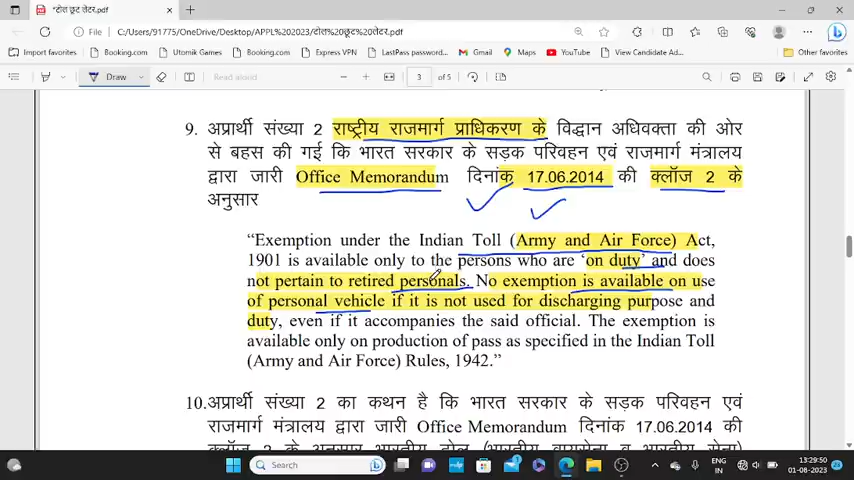 "टोल छूट लेटर.pdf
File
C:/Users/91775/OneDrive/Desktop/APPL%202023/टोल%20छूट%20लेटर.pdf
Import favorites
Booking.com
Utomik Games
Booking.com
Express VPN
LastPass password...
Gmail
Maps
YouTube
View Candidate Ad...
Other favorites
Draw
Read aloud
3
of 5
9. अप्रार्थी संख्या 2 राष्ट्रीय राजमार्ग प्राधिकरण के विद्वान अधिवक्ता की ओर
से बहस की गई कि भारत सरकार के सड़क परिवहन एवं राजमार्ग मंत्रालय
द्वारा जारी Office Memorandum दिनांक 17.06.2014 की क्लॉज 2 के
अनुसार
“Exemption under the Indian Toll (Army and Air Force) Act,
1901 is available only to the persons who are ‘on duty’ and does
not pertain to retired personals. No exemption is available on use
of personal vehicle if it is not used for discharging purpose and
duty, even if it accompanies the said official. The exemption is
available only on production of pass as specified in the Indian Toll
(Army and Air Force) Rules, 1942.”
10. अप्रार्थी संख्या 2 का कथन है कि भारत सरकार के सड़क परिवहन एवं
राजमार्ग मंत्रालय द्वारा जारी Office Memorandum दिनांक 17.06.2014 की
क्लॉज 2 के अनुसार भारतीय टोल (भारतीय वायुसेना व भारतीय सेना)
Search
ENG
IN
13:29:50
01-08-2023